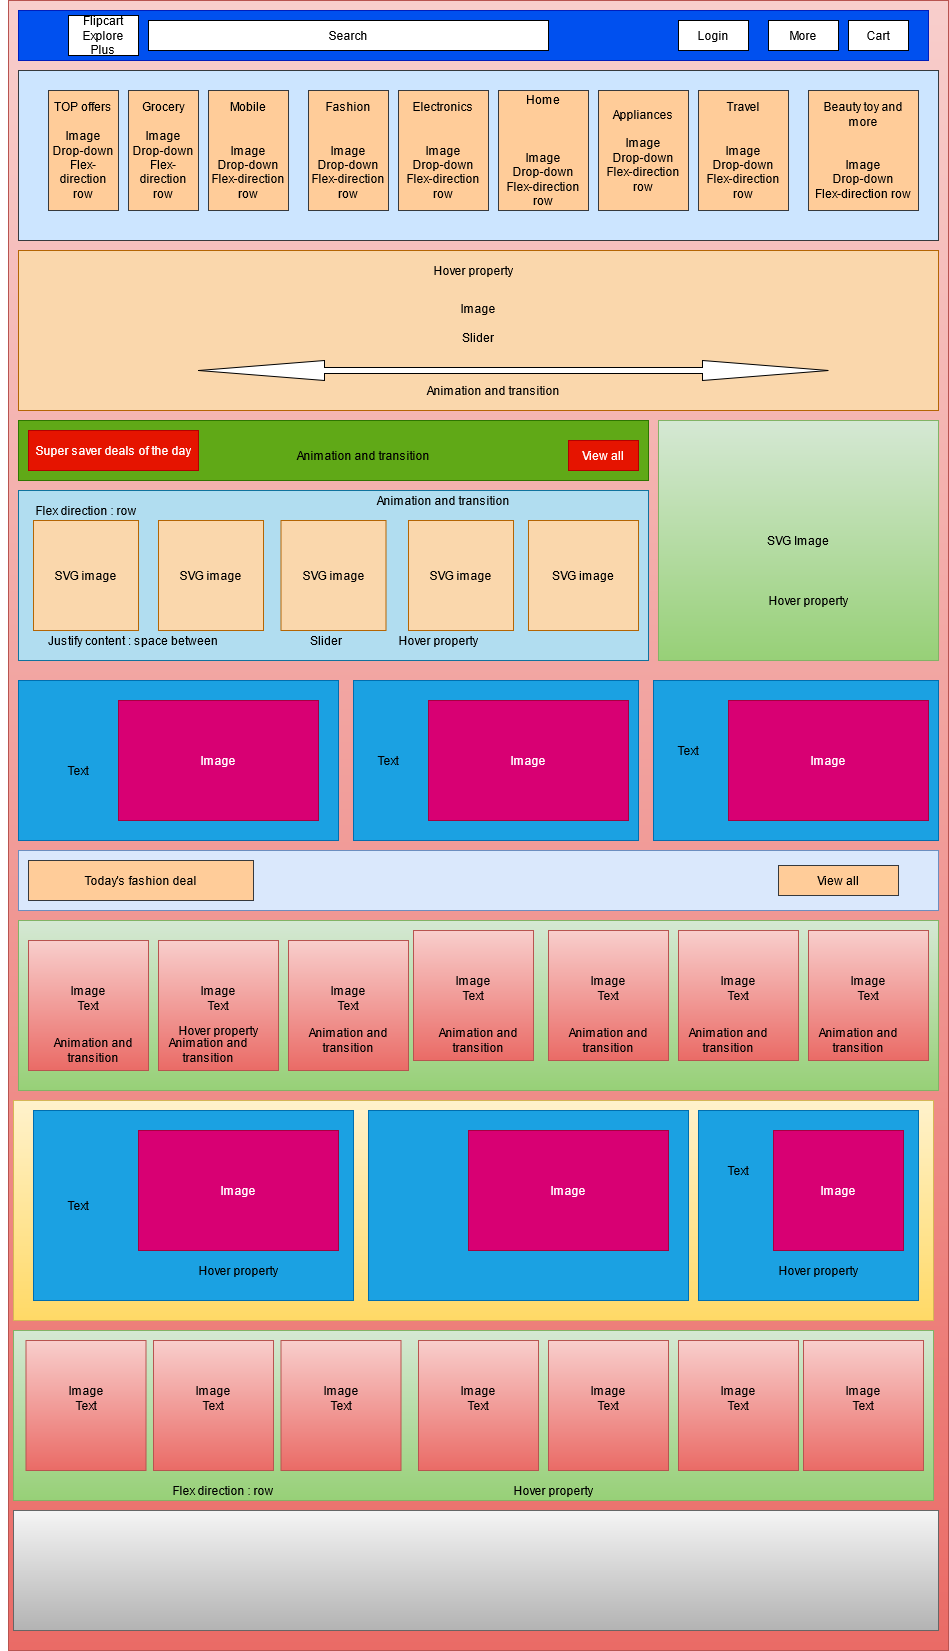 Flipcart
Explore
Plus
Search
Login
More
Cart
TOP offers
Image
Drop-down
Flex-
direction
row
Grocery
Image
Drop-down
Flex-
direction
row
Mobile
Image
Drop-down
Flex-direction
row
Fashion
Image
Drop-down
Flex-direction
row
Electronics
Image
Drop-down
Flex-direction
row
Home
Image
Drop-down
Flex-direction
row
Appliances
Image
Drop-down
Flex-direction
row
Travel
Image
Drop-down
Flex-direction
row
Beauty toy and
more
Image
Drop-down
Flex-direction row
Hover property
Image
Slider
Animation and transition
Super saver deals of the day
Animation and transition
View all
Animation and transition
Flex direction : row
SVG image
SVG image
SVG image
SVG image
SVG image
Justify content : space between
Slider
Hover property
SVG Image
Hover property
Text
Image
Text
Image
Text
Image
Today's fashion deal
View all
Image
Text
Animation and
transition
Image
Text
Hover property
Animation and
transition
Image
Text
Animation and
transition
Image
Text
Animation and
transition
Image
Text
Animation and
transition
Image
Text
Animation and
transition
Image
Text
Animation and
transition
Text
Image
Hover property
Image
Text
Image
Hover property
Image
Text
Image
Text
Image
Text
Image
Text
Image
Text
Image
Text
Image
Text
Flex direction : row
Hover property